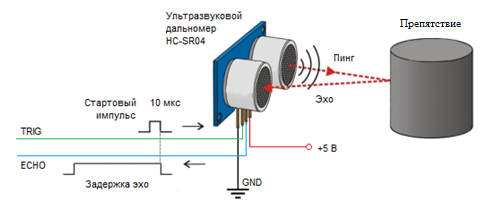 Ультразвуковой
дальномер
HC-SR04
Препятствие
Пинг
Эхо
Стартовый 10 мкс
импульс
TRIG
+5 В
ECHO
Задержка эхо
GND